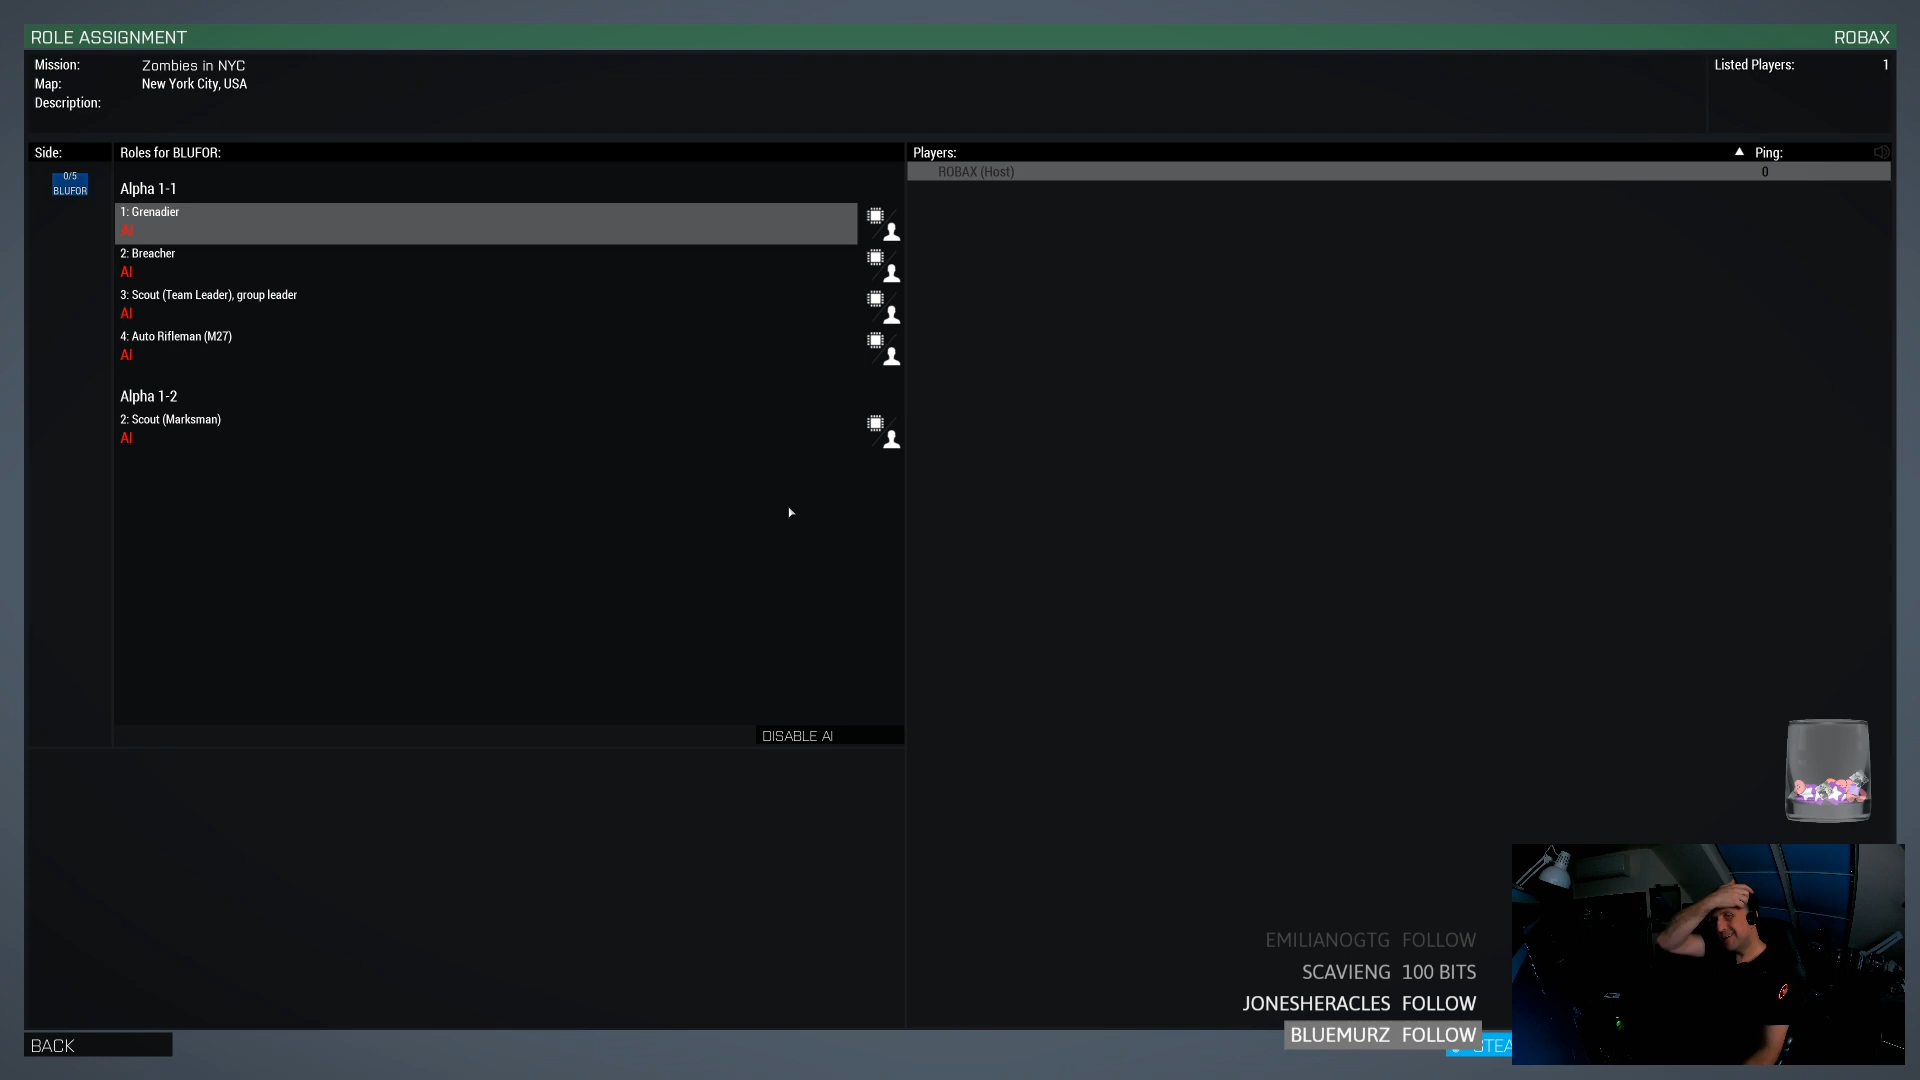 ROLE ASSIGNMENT
ROBAX
Mission: Zombies in NYC
Map: New York City, USA
Description:
Listed Players: 1
Side:
Roles for BLUFOR:
Players:
Ping:
0/5
BLUFOR
ROBAX (Host) 0
Alpha 1-1
1: Grenadier
AI
2: Breacher
AI
3: Scout (Team Leader), group leader
AI
4: Auto Rifleman (M27)
AI
Alpha 1-2
2: Scout (Marksman)
AI
DISABLE AI
EMILIANOGTG FOLLOW
SCAVIENG 100 BITS
JONESHERACLES FOLLOW
BLUEMURZ FOLLOW
BACK